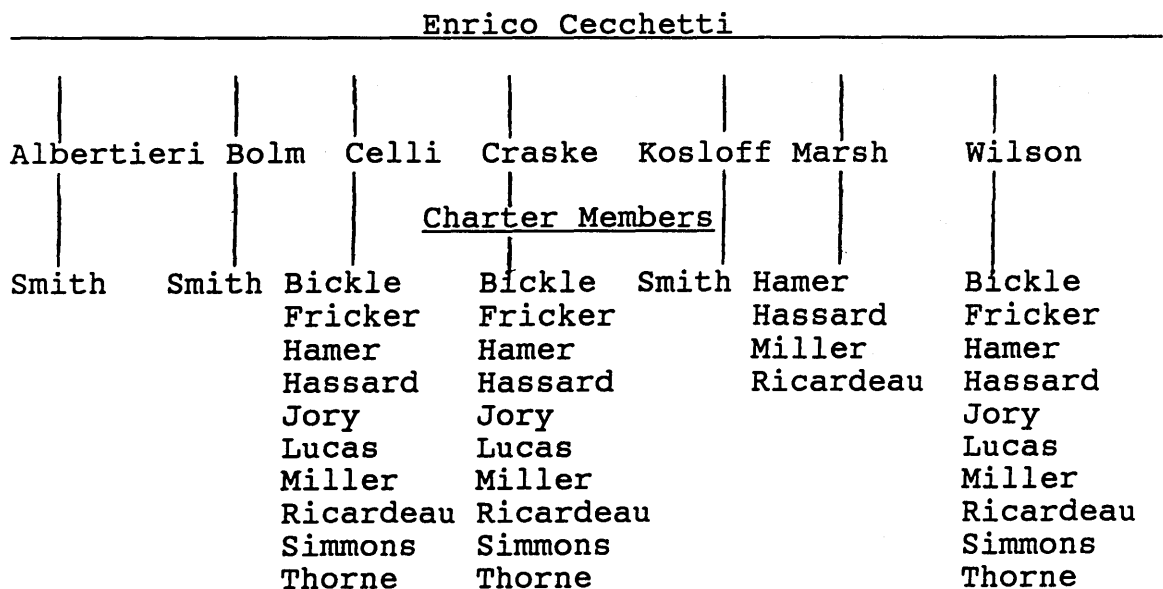 Enrico Cecchetti
Albertieri Bolm Celli Craske Kosloff Marsh Wilson
Charter Members
Smith Smith Bickle Bickle Smith Hamer Bickle
Fricker Fricker Hassard Fricker
Hamer Hamer Miller Hamer
Hassard Hassard Ricardeau Hassard
Jory Jory Jory
Lucas Lucas Lucas
Miller Miller Miller
Ricardeau Ricardeau Ricardeau
Simmons Simmons Simmons
Thorne Thorne Thorne